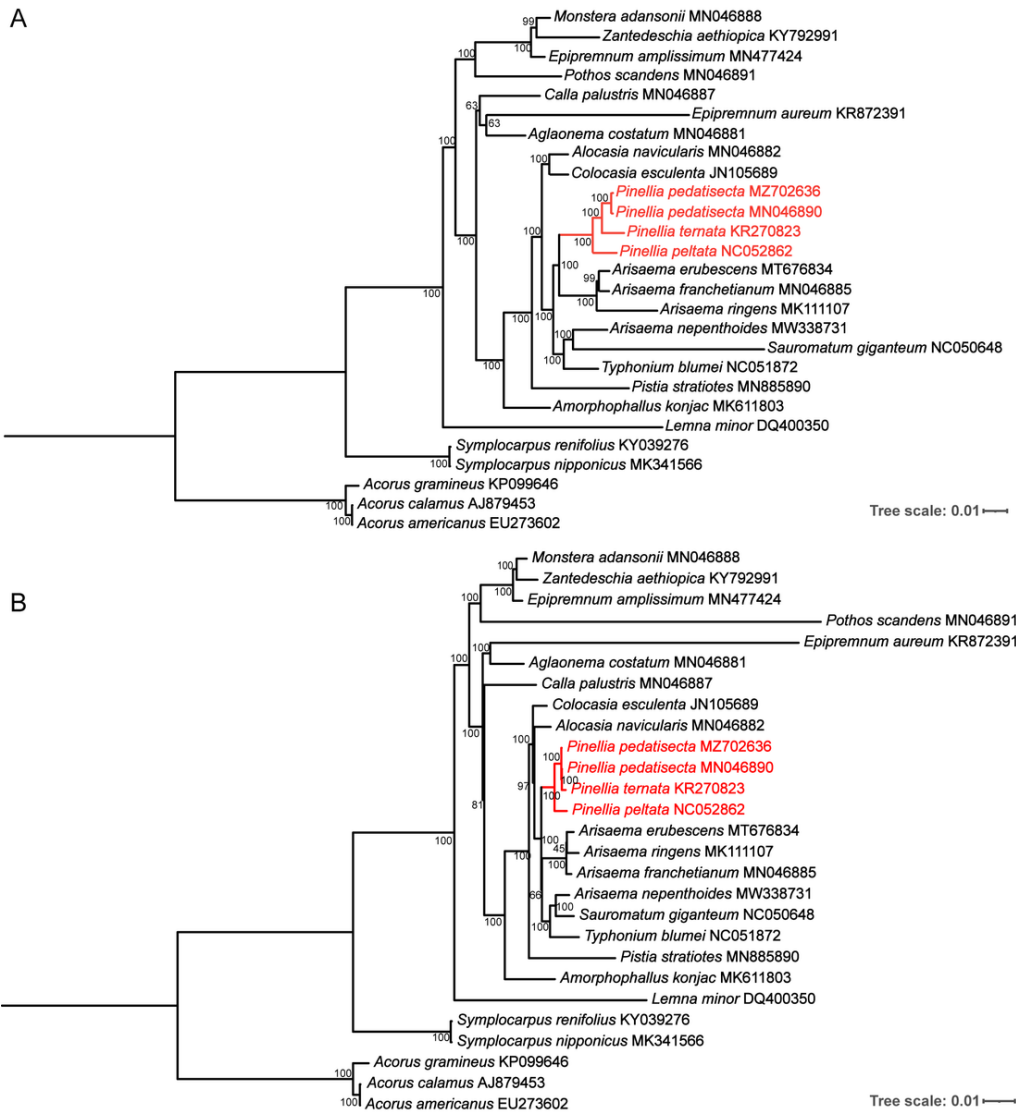 A
Monstera adansonii MN046888
99
Zantedeschia aethiopica KY792991
100
100
Epipremnum amplissimum MN477424
Pothos scandens MN046891
100
Calla palustris MN046887
63
Epipremnum aureum KR872391
63
Aglaonema costatum MN046881
100
Alocasia navicularis MN046882
100
Colocasia esculenta JN105689
Pinellia pedatisecta MZ702636
100
Pinellia pedatisecta MN046890
100
Pinellia ternata KR270823
100
100
100
Pinellia peltata NC052862
100
Arisaema erubescens MT676834
99
Arisaema franchetianum MN046885
100
100
Arisaema ringens MK111107
100
100
Arisaema nepenthoides MW338731
100
Sauromatum giganteum NC050648
100
100
Typhonium blumei NC051872
Pistia stratiotes MN885890
Amorphophallus konjac MK611803
Lemna minor DQ400350
Symplocarpus renifolius KY039276
100
Symplocarpus nipponicus MK341566
Acorus gramineus KP099646
100
Acorus calamus AJ879453
100
Acorus americanus EU273602
Tree scale: 0.01
B
Monstera adansonii MN046888
100
Zantedeschia aethiopica KY792991
100
100
Epipremnum amplissimum MN477424
Pothos scandens MN046891
100
100
Epipremnum aureum KR872391
Aglaonema costatum MN046881
100
Calla palustris MN046887
Colocasia esculenta JN105689
Alocasia navicularis MN046882
100
Pinellia pedatisecta MZ702636
100
Pinellia pedatisecta MN046890
100
97
Pinellia ternata KR270823
100
81
Pinellia peltata NC052862
Arisaema erubescens MT676834
100
100
45
Arisaema ringens MK111107
100
100
Arisaema franchetianum MN046885
66
Arisaema nepenthoides MW338731
100
Sauromatum giganteum NC050648
100
100
Typhonium blumei NC051872
Pistia stratiotes MN885890
Amorphophallus konjac MK611803
Lemna minor DQ400350
Symplocarpus renifolius KY039276
100
Symplocarpus nipponicus MK341566
Acorus gramineus KP099646
100
Acorus calamus AJ879453
100
Acorus americanus EU273602
Tree scale: 0.01